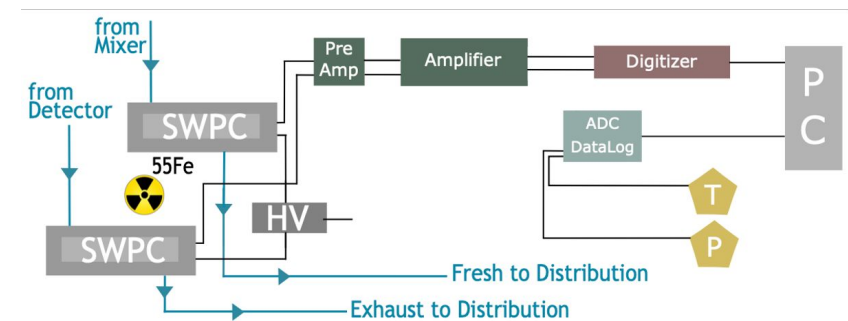 from
Mixer
Pre
Amp
Amplifier
Digitizer
P
C
from
Detector
SWPC
ADC
DataLog
55Fe
T
HV
P
SWPC
Fresh to Distribution
Exhaust to Distribution